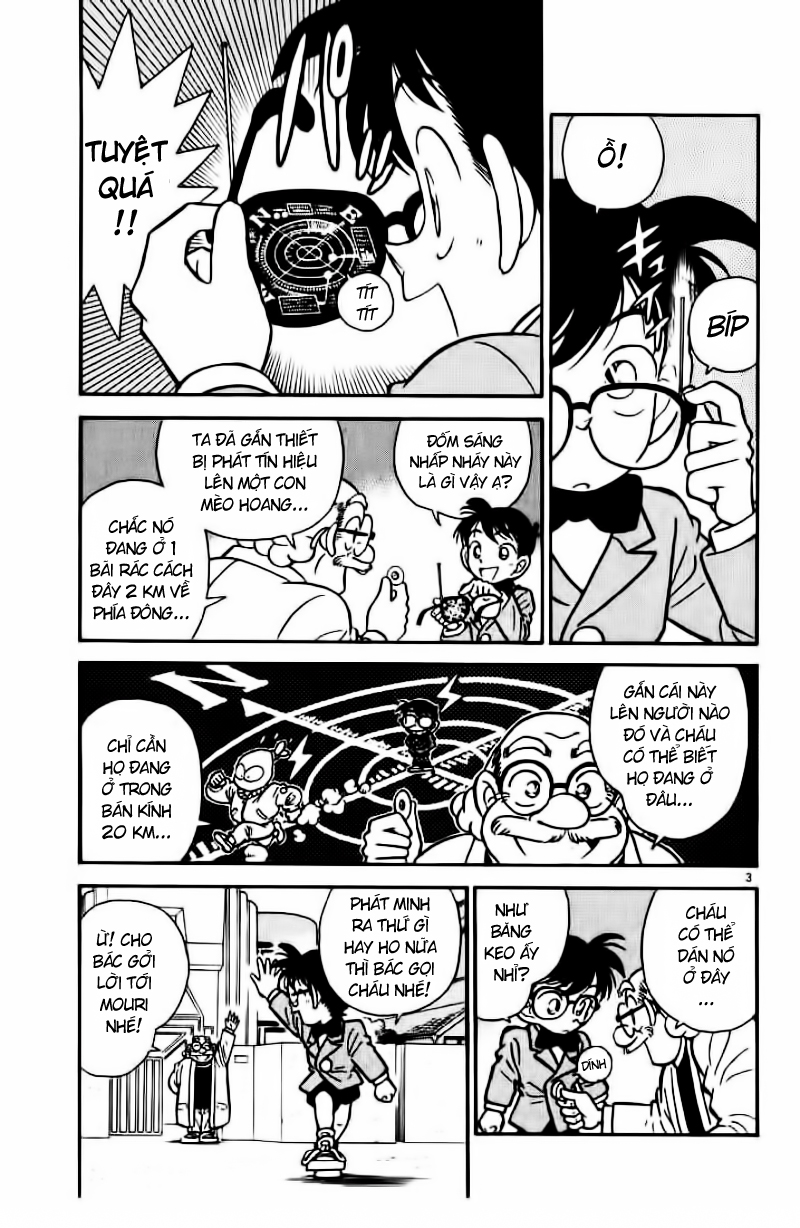 Ồ!
キュイイ
BÍP
TUYỆT
QUÁ
!!
N
E
TÍT
TÍT
ĐỐM SÁNG
NHẤP NHÁY NÀY
LÀ GÌ VẬY Ạ?
TA ĐÃ GẮN THIẾT
BỊ PHÁT TÍN HIỆU
LÊN MỘT CON
MÈO HOANG...
CHẮC NÓ
ĐANG Ở 1
BÃI RÁC CÁCH
ĐÂY 2 KM VỀ
PHÍA ĐÔNG...
GẮN CÁI NÀY
LÊN NGƯỜI NÀO
ĐÓ VÀ CHÁU
CÓ THỂ BIẾT
HỌ ĐANG Ở
ĐÂU...
N
CHỈ CẦN
HỌ ĐANG
Ở TRONG
BÁN KÍNH
20 KM...
3
CHÁU
CÓ THỂ
DÁN NÓ
Ở ĐÂY
...
NHƯ
BĂNG
KEO ẤY
NHỈ?
DÍNH
PHÁT MINH
RA THỨ GÌ
HAY HO NỮA
THÌ BÁC GỌI
CHÁU NHÉ!
Ừ! CHO
BÁC GỞI
LỜI TỚI
MOURI
NHÉ!